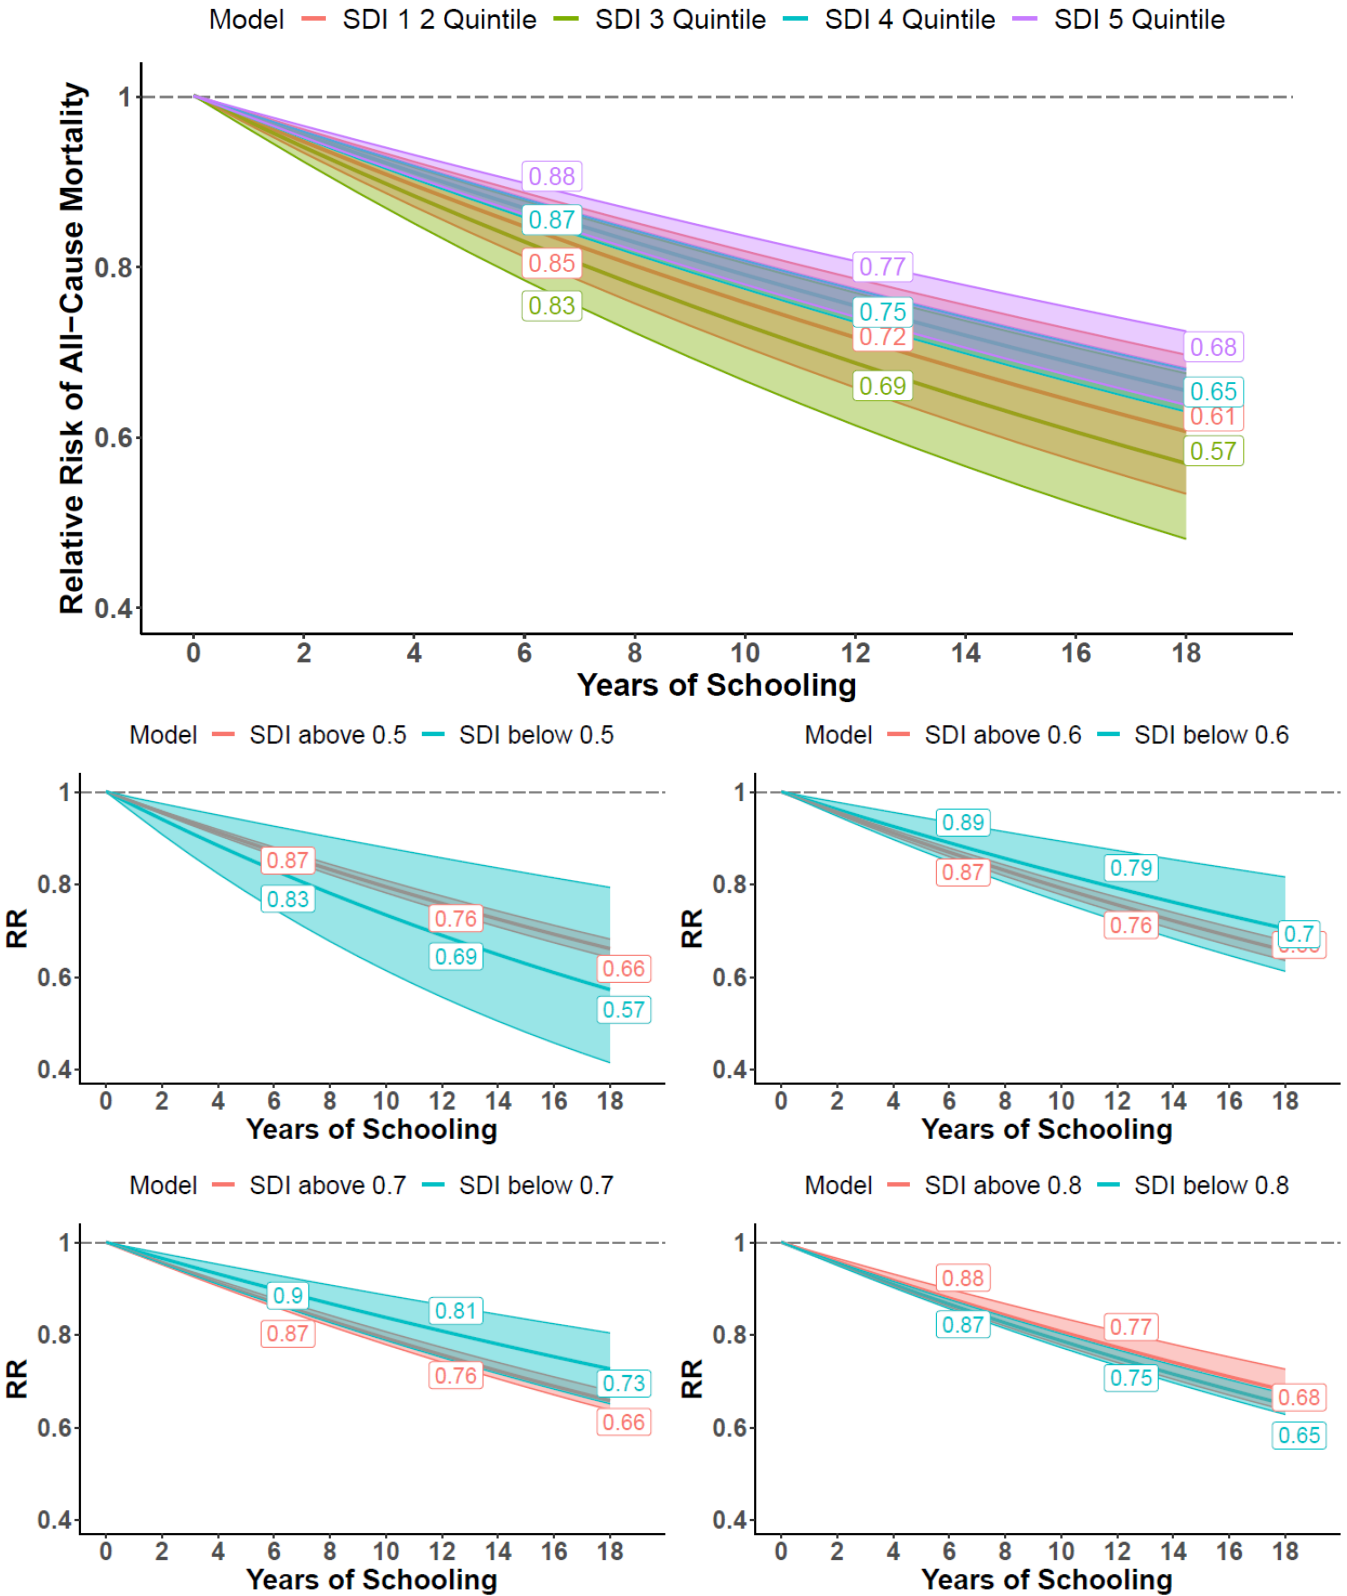 Model SDI 1 2 Quintile SDI 3 Quintile SDI 4 Quintile SDI 5 Quintile
Relative Risk of All-Cause Mortality
1
0.8
0.6
0.4
0.88
0.87
0.85
0.83
0.77
0.75
0.72
0.69
0.68
0.65
0.61
0.57
0 2 4 6 8 10 12 14 16 18
Years of Schooling
Model SDI above 0.5 SDI below 0.5
RR
1
0.8
0.6
0.4
0.87
0.83
0.76
0.69
0.66
0.57
0 2 4 6 8 10 12 14 16 18
Years of Schooling
Model SDI above 0.6 SDI below 0.6
RR
1
0.8
0.6
0.4
0.89
0.87
0.79
0.76
0.7
0 2 4 6 8 10 12 14 16 18
Years of Schooling
Model SDI above 0.7 SDI below 0.7
RR
1
0.8
0.6
0.4
0.9
0.87
0.81
0.76
0.73
0.66
0 2 4 6 8 10 12 14 16 18
Years of Schooling
Model SDI above 0.8 SDI below 0.8
RR
1
0.8
0.6
0.4
0.88
0.87
0.77
0.75
0.68
0.65
0 2 4 6 8 10 12 14 16 18
Years of Schooling